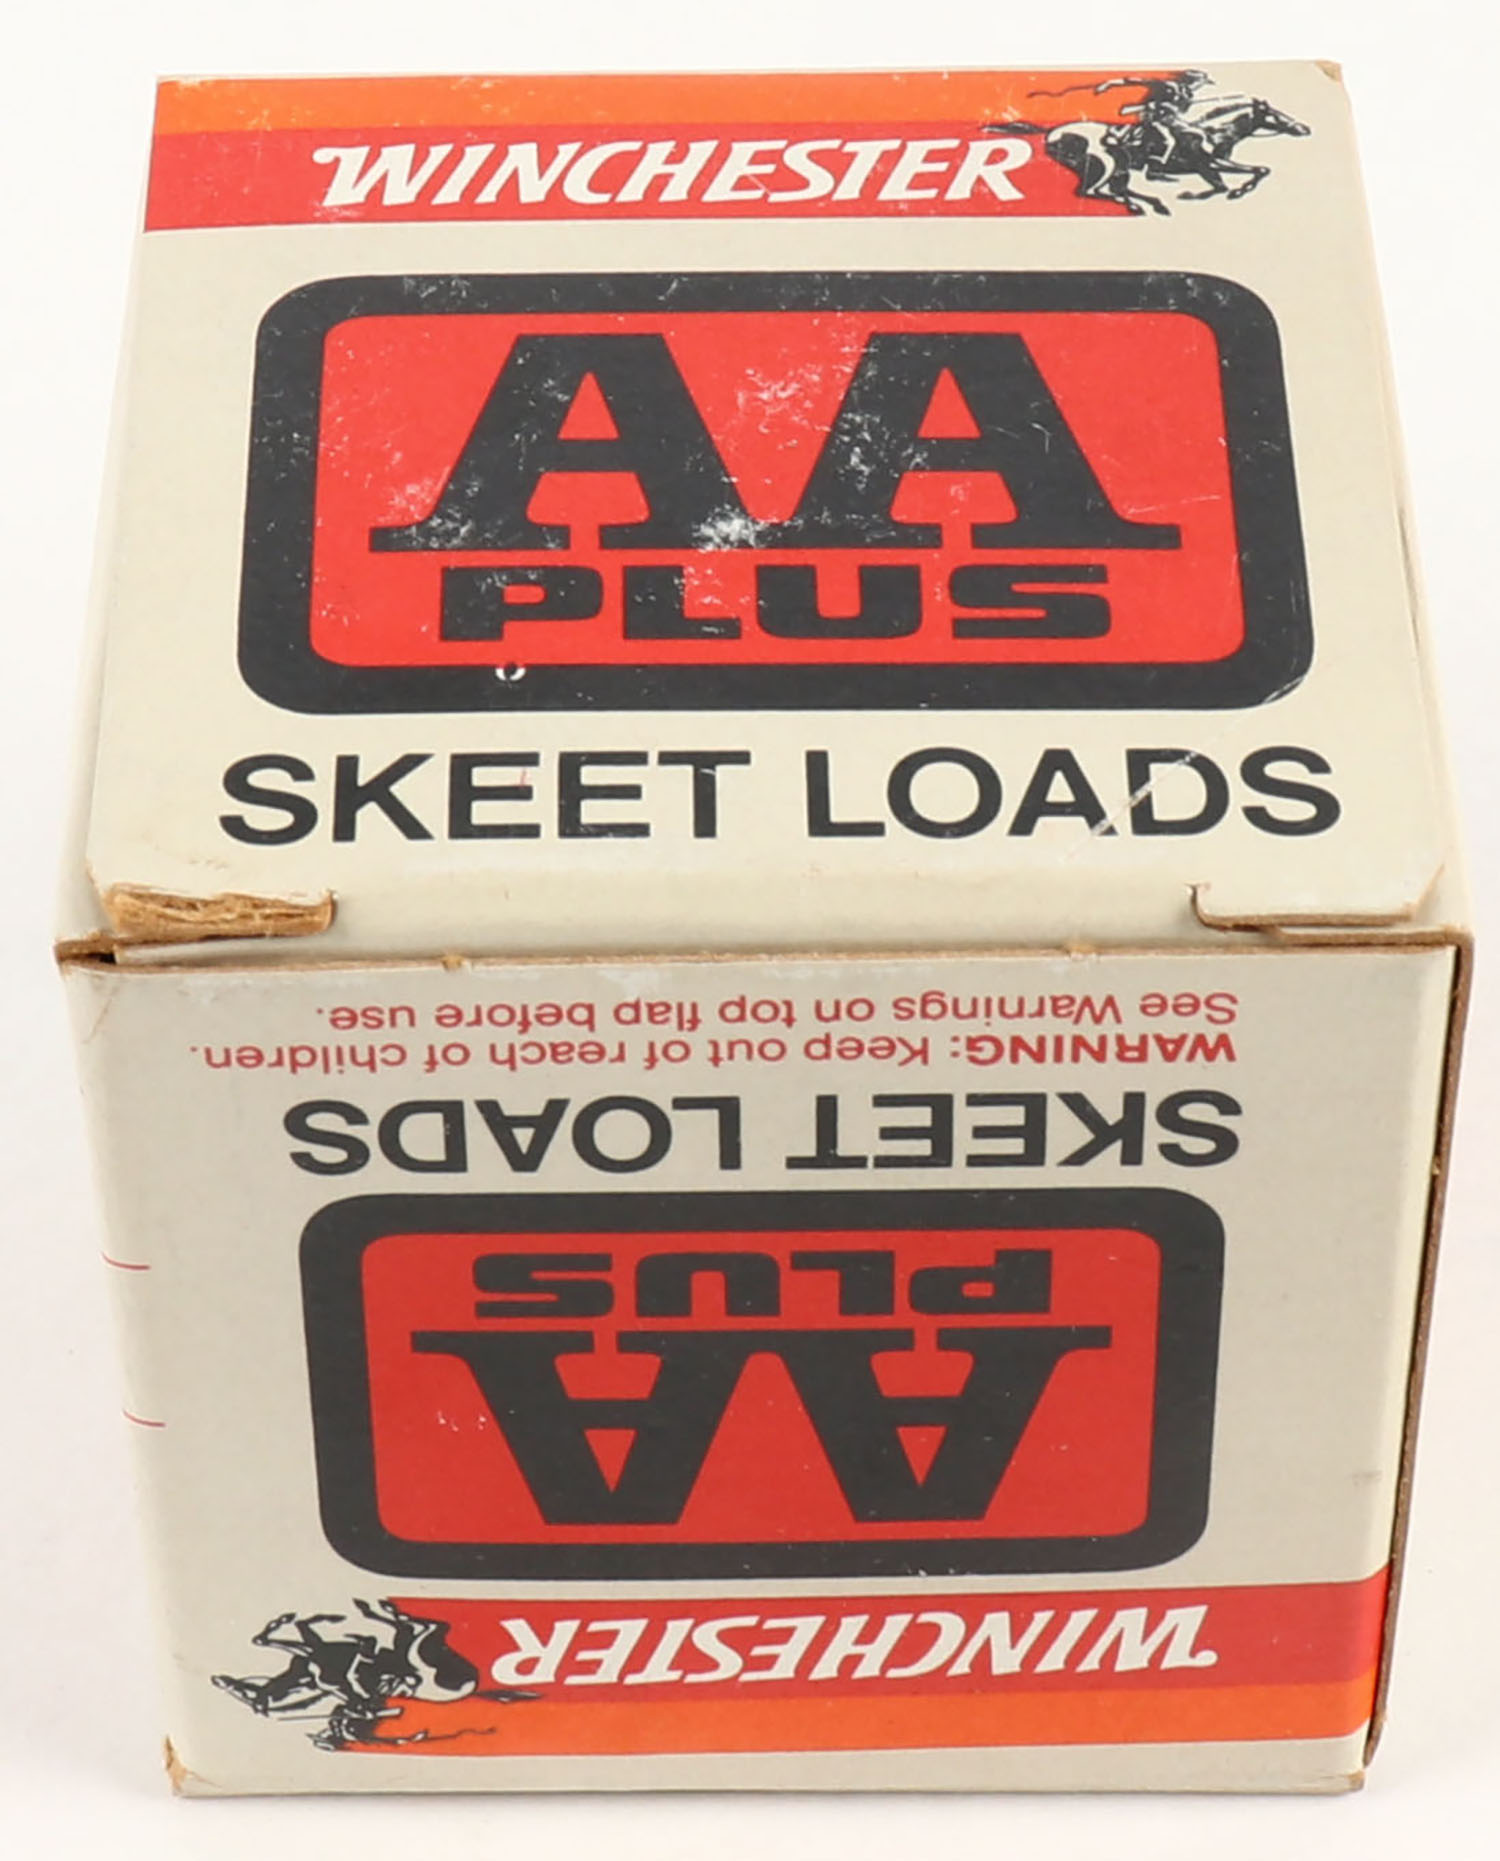 WINCHESTER
AA
PLUS
SKEET LOADS
WINCHESTER
AA
PLUS
SKEET LOADS
WARNING: Keep out of reach of children.
See Warnings on top flap before use.